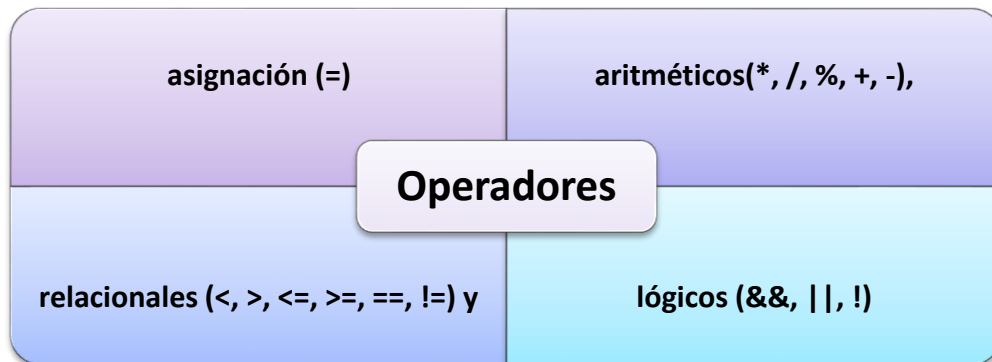 asignación (=)
aritméticos(*, /, %, +, -),
Operadores
relacionales (<, >, <=, >=, ==, !=) y
lógicos (&&, ||, !)